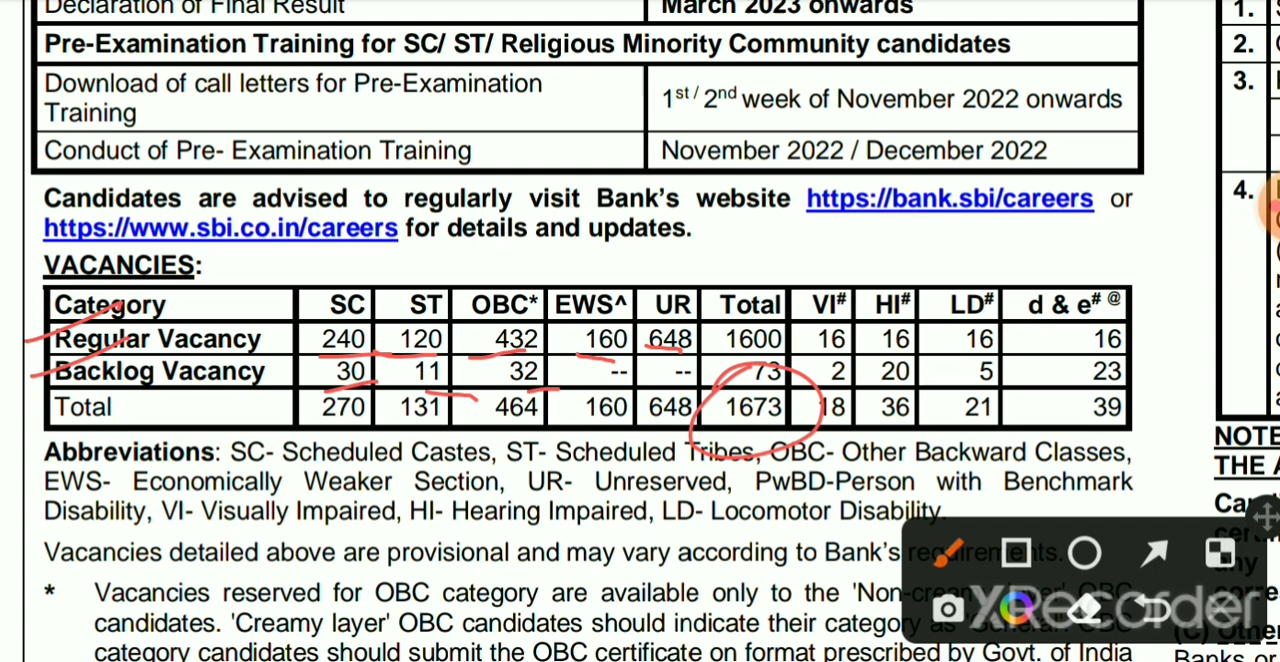 Declaration of Final Result March 2023 onwards
Pre-Examination Training for SC/ ST/ Religious Minority Community candidates
Download of call letters for Pre-Examination Training 1st / 2nd week of November 2022 onwards
Conduct of Pre- Examination Training November 2022 / December 2022
Candidates are advised to regularly visit Bank's website https://bank.sbi/careers or
https://www.sbi.co.in/careers for details and updates.
VACANCIES:
Category SC ST OBC* EWS^ UR Total VI# HI# LD# d & e# @
Regular Vacancy 240 120 432 160 648 1600 16 16 16 16
Backlog Vacancy 30 11 32 -- -- 73 2 20 5 23
Total 270 131 464 160 648 1673 18 36 21 39
Abbreviations: SC- Scheduled Castes, ST- Scheduled Tribes, OBC- Other Backward Classes,
EWS- Economically Weaker Section, UR- Unreserved, PwBD-Person with Benchmark
Disability, VI- Visually Impaired, HI- Hearing Impaired, LD- Locomotor Disability.
Vacancies detailed above are provisional and may vary according to Bank's requirements.
* Vacancies reserved for OBC category are available only to the 'Non-creamy OBC
candidates. 'Creamy layer' OBC candidates should indicate their category as
category candidates should submit the OBC certificate on format prescribed by Govt. of India
1.
2.
3.
4.
NOTE
THE A
any
Banks or
XRecorder